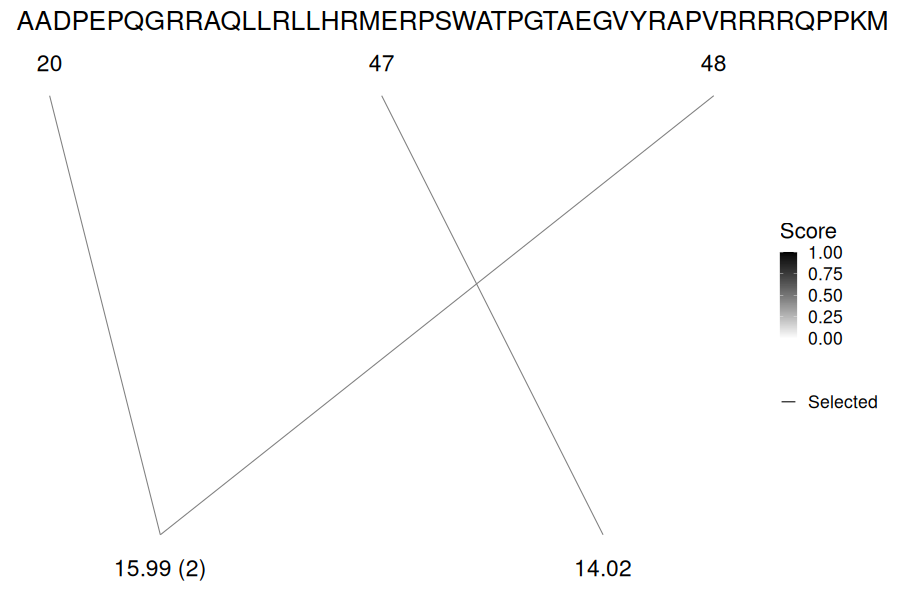 AADPEPQGRRAQLLRLLHRMERPSWATPGTAEGVYRAPVRRRRQPPKM
20 47 48
Score
1.00
0.75
0.50
0.25
0.00
Selected
15.99 (2) 14.02